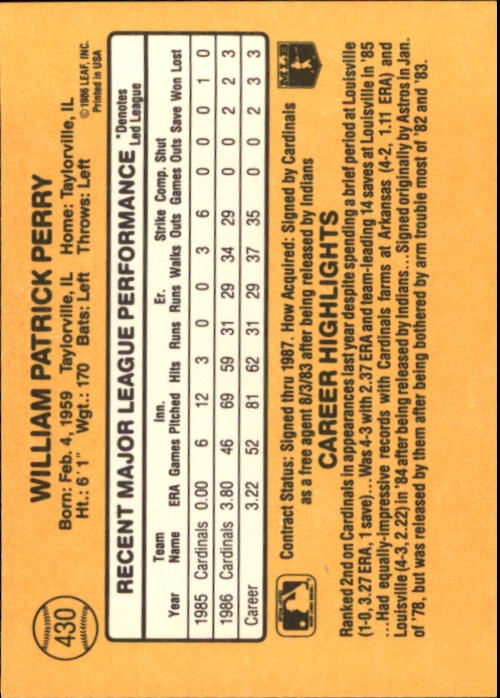 430
WILLIAM PATRICK PERRY
Born: Feb. 4, 1959 Taylorville, IL Home: Taylorville, IL
Ht.: 6' 1" Wgt.: 170 Bats: Left Throws: Left
©1986 LEAF, INC.
Printed in USA
RECENT MAJOR LEAGUE PERFORMANCE *Denotes Led League
Year Team Name ERA Games Inn. Pitched Hits Runs Er. Runs Walks Strike Outs Comp. Games Shut Outs Save Won Lost
1985 Cardinals 0.00 6 12 3 0 0 3 6 0 0 0 1 0
1986 Cardinals 3.80 46 69 59 31 29 34 29 0 0 2 2 3
Career 3.22 52 81 62 31 29 37 35 0 0 2 3 3
Contract Status: Signed thru 1987. How Acquired: Signed by Cardinals
as a free agent 8/3/83 after being released by Indians
MLB
CAREER HIGHLIGHTS
Ranked 2nd on Cardinals in appearances last year despite spending a brief period at Louisville
(1-0, 3.27 ERA, 1 save)...Was 4-3 with 2.37 ERA and team-leading 14 saves at Louisville in '85
...Had equally-impressive records with Cardinals farms at Arkansas (4-2, 1.11 ERA) and
Louisville (4-3, 2.22) in '84 after being released by Indians...Signed originally by Astros in Jan.
of '78, but was released by them after being bothered by arm trouble most of '82 and '83.